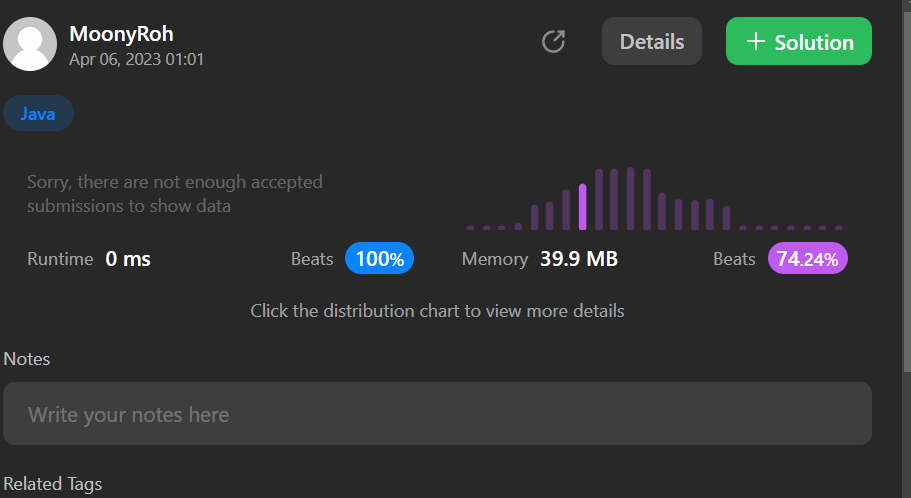 MoonyRoh
Apr 06, 2023 01:01
Details
+ Solution
Java
Sorry, there are not enough accepted
submissions to show data
Runtime 0 ms Beats 100%
Memory 39.9 MB Beats 74.24%
Click the distribution chart to view more details
Notes
Write your notes here
Related Tags